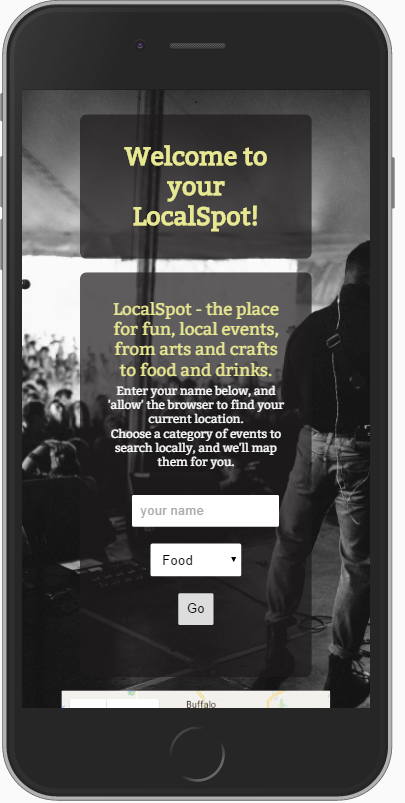 Welcome to
your
LocalSpot!
LocalSpot - the place
for fun, local events,
from arts and crafts
to food and drinks.
Enter your name below, and
'allow' the browser to find your
current location.
Choose a category of events to
search locally, and we'll map
them for you.
your name
Food
Go
Buffalo